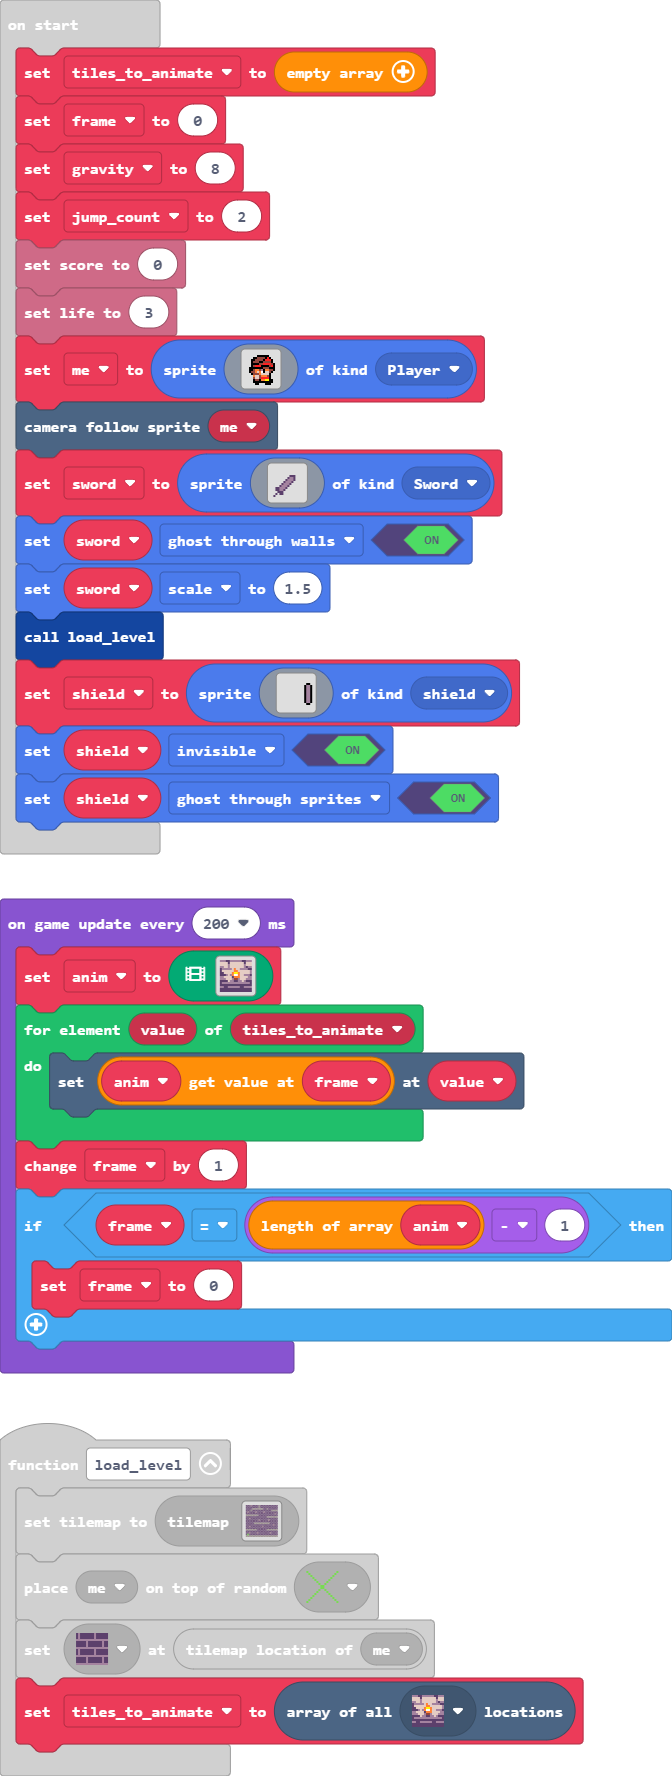 on start
set tiles_to_animate to empty array
set frame to 0
set gravity to 8
set jump_count to 2
set score to 0
set life to 3
set me to sprite of kind Player
camera follow sprite me
set sword to sprite of kind Sword
set sword ghost through walls ON
set sword scale to 1.5
call load_level
set shield to sprite of kind shield
set shield invisible ON
set shield ghost through sprites ON
on game update every 200 ms
set anim to
for element value of tiles_to_animate
do set anim get value at frame at value
change frame by 1
if frame = length of array anim - 1 then
set frame to 0
function load_level
set tilemap to tilemap
place me on top of random
set at tilemap location of me
set tiles_to_animate to array of all locations